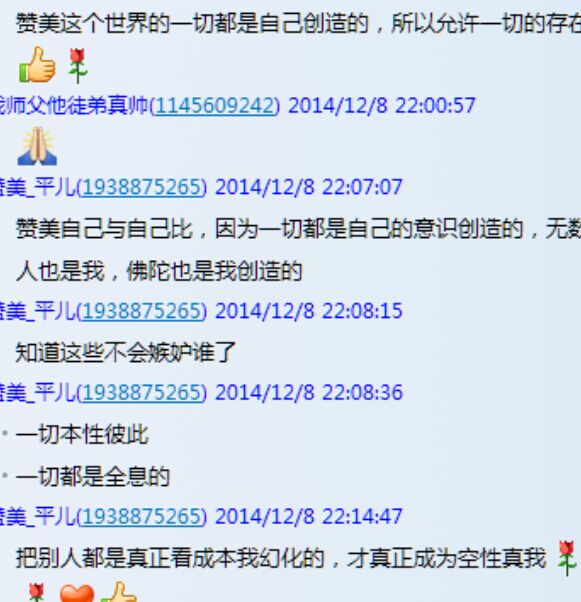 赞美这个世界的一切都是自己创造的，所以允许一切的存在
师父他徒弟真帅(1145609242) 2014/12/8 22:00:57
美_平儿(1938875265) 2014/12/8 22:07:07
赞美自己与自己比，因为一切都是自己的意识创造的，无数
人也是我，佛陀也是我创造的
美_平儿(1938875265) 2014/12/8 22:08:15
知道这些不会嫉妒谁了
美_平儿(1938875265) 2014/12/8 22:08:36
一切本性彼此
一切都是全息的
美_平儿(1938875265) 2014/12/8 22:14:47
把别人都是真正看成本我幻化的，才真正成为空性真我